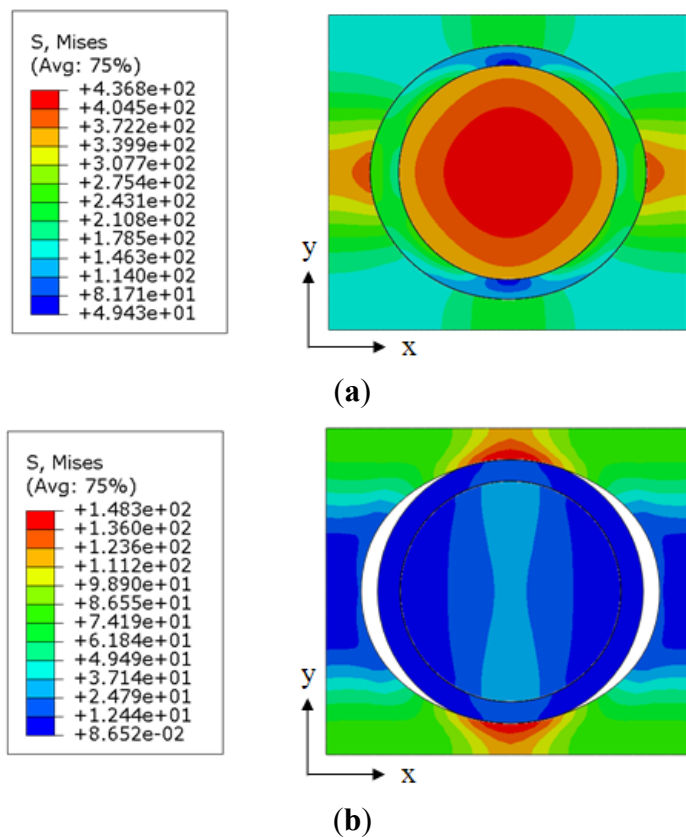 S, Mises
(Avg: 75%)
+4.368e+02
+4.045e+02
+3.722e+02
+3.399e+02
+3.077e+02
+2.754e+02
+2.431e+02
+2.108e+02
+1.785e+02
+1.463e+02
+1.140e+02
+8.171e+01
+4.943e+01
y
x
(a)
S, Mises
(Avg: 75%)
+1.483e+02
+1.360e+02
+1.236e+02
+1.112e+02
+9.890e+01
+8.655e+01
+7.419e+01
+6.184e+01
+4.949e+01
+3.714e+01
+2.479e+01
+1.244e+01
+8.652e-02
y
x
(b)